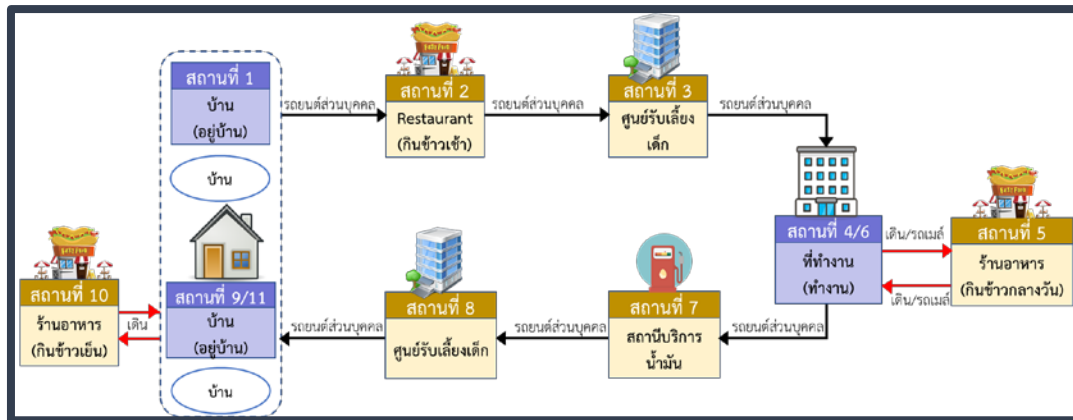 สถานที่ 1
บ้าน
(อยู่บ้าน)
บ้าน
รถยนต์ส่วนบุคคล
สถานที่ 2
Restaurant
(กินข้าวเช้า)
รถยนต์ส่วนบุคคล
สถานที่ 3
ศูนย์รับเลี้ยง
เด็ก
รถยนต์ส่วนบุคคล
สถานที่ 4/6
ที่ทำงาน
(ทำงาน)
เดิน/รถเมล์
เดิน/รถเมล์
สถานที่ 5
ร้านอาหาร
(กินข้าวกลางวัน)
รถยนต์ส่วนบุคคล
สถานที่ 7
สถานีบริการ
น้ำมัน
รถยนต์ส่วนบุคคล
สถานที่ 8
ศูนย์รับเลี้ยงเด็ก
รถยนต์ส่วนบุคคล
สถานที่ 9/11
บ้าน
(อยู่บ้าน)
บ้าน
เดิน
สถานที่ 10
ร้านอาหาร
(กินข้าวเย็น)